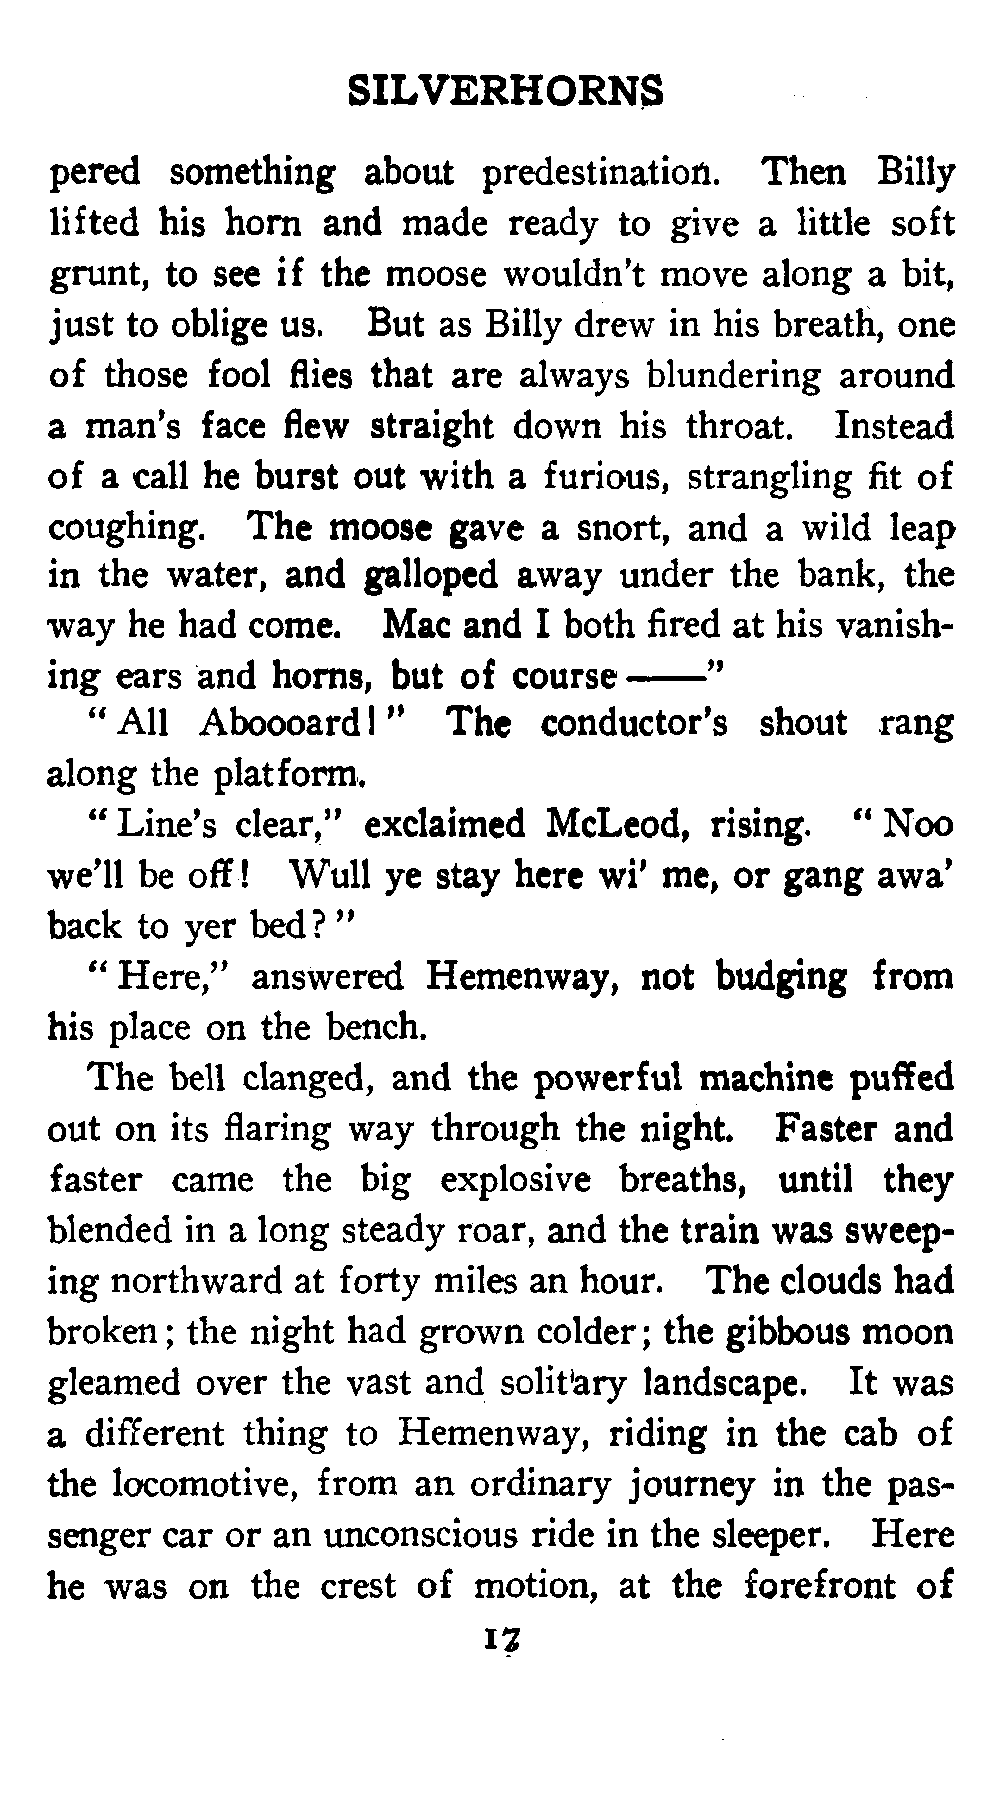 SILVERHORNS
pered something about predestination. Then Billy
lifted his horn and made ready to give a little soft
grunt, to see if the moose wouldn't move along a bit,
just to oblige us. But as Billy drew in his breath, one
of those fool flies that are always blundering around
a man's face flew straight down his throat. Instead
of a call he burst out with a furious, strangling fit of
coughing. The moose gave a snort, and a wild leap
in the water, and galloped away under the bank, the
way he had come. Mac and I both fired at his vanish-
ing ears and horns, but of course ——"
"All Aboooard!" The conductor's shout rang
along the platform.
"Line's clear," exclaimed McLeod, rising. "Noo
we'll be off! Wull ye stay here wi' me, or gang awa'
back to yer bed?"
"Here," answered Hemenway, not budging from
his place on the bench.
The bell clanged, and the powerful machine puffed
out on its flaring way through the night. Faster and
faster came the big explosive breaths, until they
blended in a long steady roar, and the train was sweep-
ing northward at forty miles an hour. The clouds had
broken; the night had grown colder; the gibbous moon
gleamed over the vast and solitary landscape. It was
a different thing to Hemenway, riding in the cab of
the locomotive, from an ordinary journey in the pas-
senger car or an unconscious ride in the sleeper. Here
he was on the crest of motion, at the forefront of
17